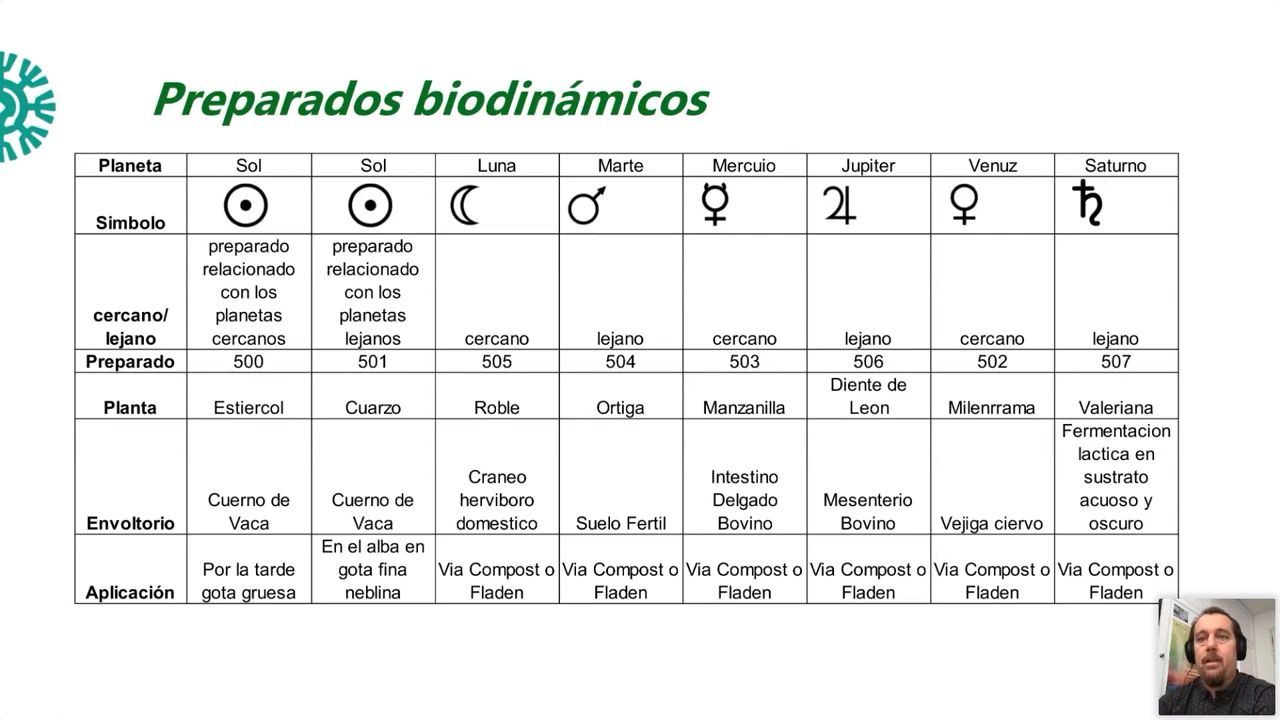 Preparados biodinámicos
Planeta Sol Sol Luna Marte Mercuio Jupiter Venuz Saturno
Simbolo
cercano/
lejano
preparado
relacionado
con los
planetas
cercanos
preparado
relacionado
con los
planetas
lejanos
cercano
lejano
cercano
lejano
cercano
lejano
Preparado 500 501 505 504 503 506 502 507
Planta
Estiercol
Cuarzo
Roble
Ortiga
Manzanilla
Diente de
Leon
Milenrrama
Valeriana
Envoltorio
Cuerno de
Vaca
Cuerno de
Vaca
Craneo
herviboro
domestico
Suelo Fertil
Intestino
Delgado
Bovino
Mesenterio
Bovino
Vejiga ciervo
Fermentacion
lactica en
sustrato
acuoso y
oscuro
Aplicación
Por la tarde
gota gruesa
En el alba en
gota fina
neblina
Via Compost o
Fladen
Via Compost o
Fladen
Via Compost o
Fladen
Via Compost o
Fladen
Via Compost o
Fladen
Via Compost o
Fladen